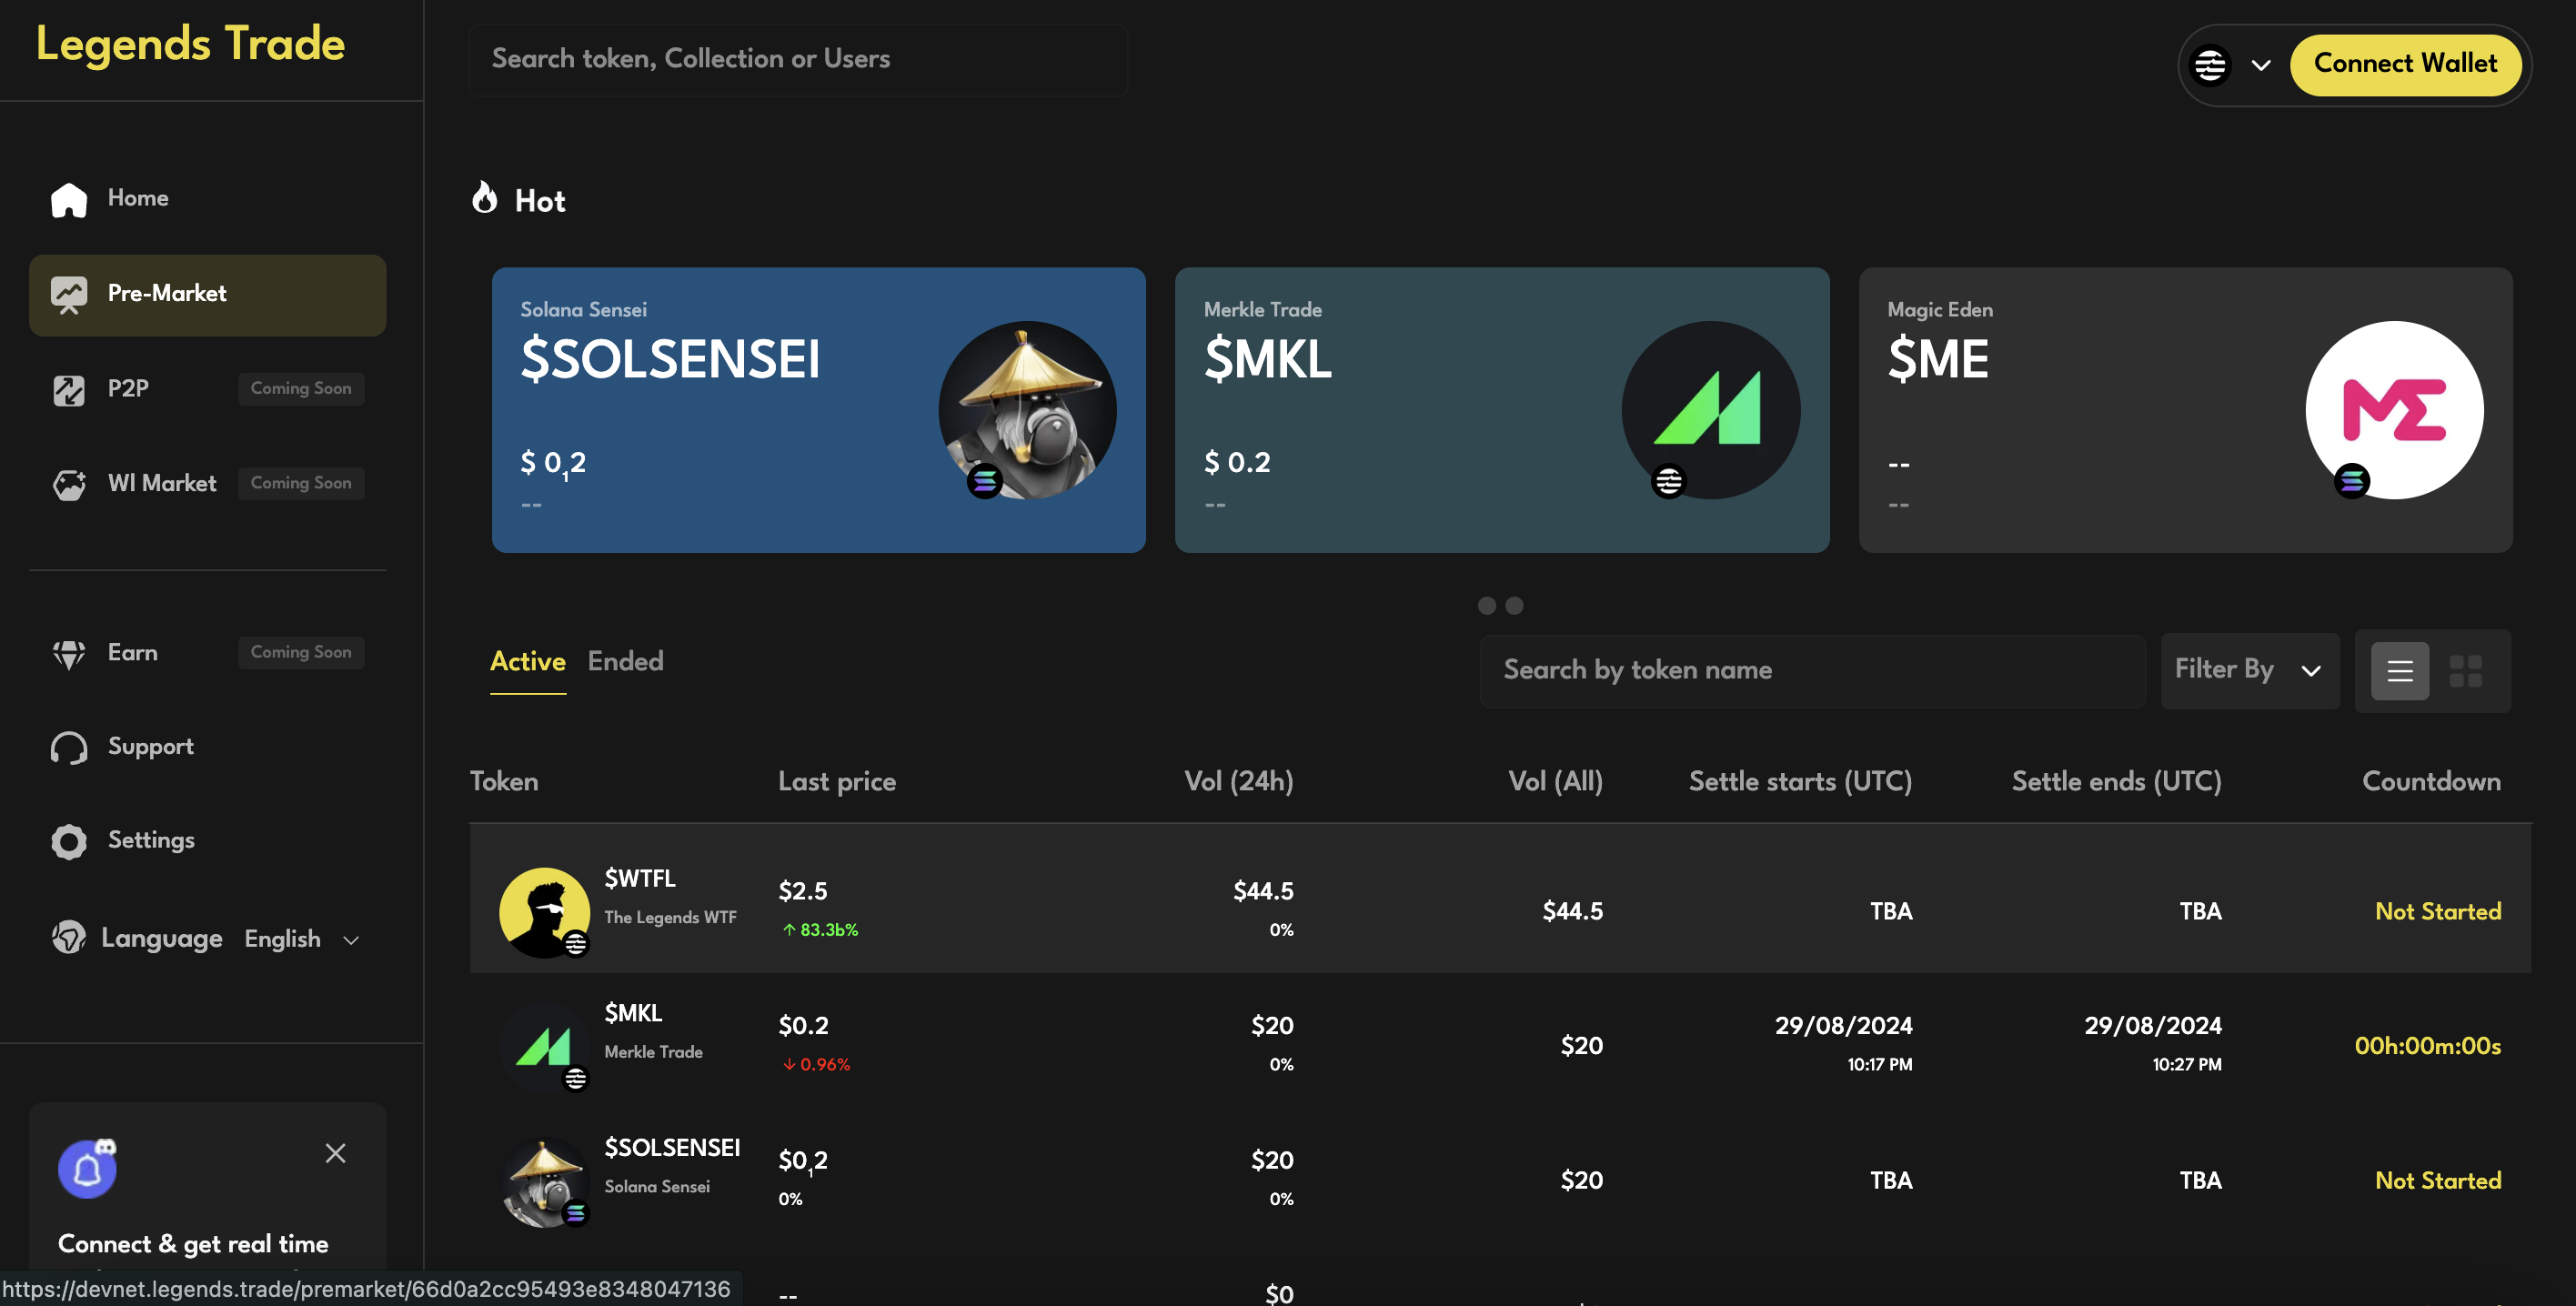 Legends Trade
Search token, Collection or Users
Connect Wallet
Home
Pre-Market
P2P Coming Soon
Wl Market Coming Soon
Earn Coming Soon
Support
Settings
Language English
Connect & get real time
https://devnet.legends.trade/premarket/66d0a2cc95493e8348047136
Hot
Solana Sensei
$SOLSENSEI
$ 0₁2
--
Merkle Trade
$MKL
$ 0.2
--
Magic Eden
$ME
--
--
ME
Active Ended
Search by token name
Filter By
Token Last price Vol (24h) Vol (All) Settle starts (UTC) Settle ends (UTC) Countdown
$WTFL
The Legends WTF
$2.5
↑ 83.3b%
$44.5
0%
$44.5
TBA
TBA
Not Started
$MKL
Merkle Trade
$0.2
↓ 0.96%
$20
0%
$20
29/08/2024
10:17 PM
29/08/2024
10:27 PM
00h:00m:00s
$SOLSENSEI
Solana Sensei
$0₁2
0%
$20
0%
$20
TBA
TBA
Not Started
--
$0